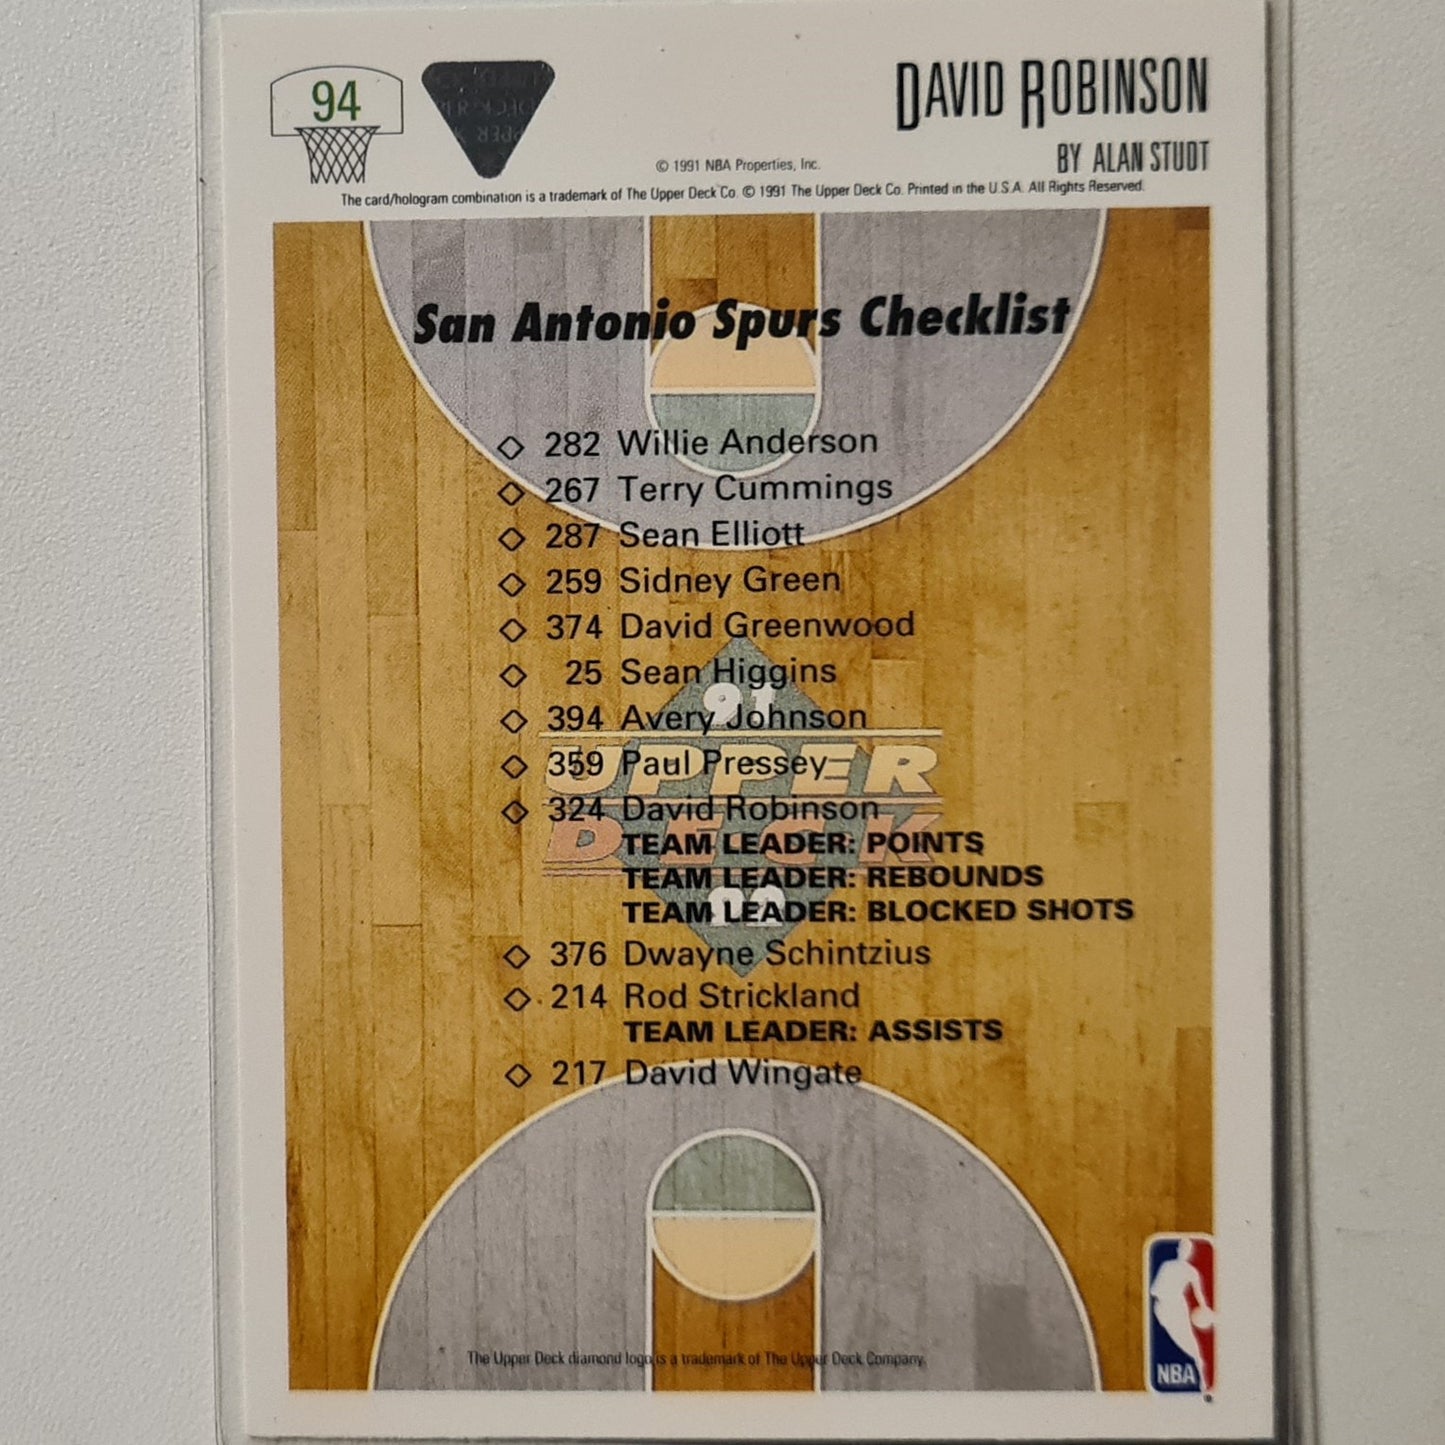 94
DAVID ROBINSON
BY ALAN STUDT
© 1991 NBA Properties, Inc.
The card/hologram combination is a trademark of The Upper Deck Co. © 1991 The Upper Deck Co. Printed in the U.S.A. All Rights Reserved.
San Antonio Spurs Checklist
◇ 282 Willie Anderson
◇ 267 Terry Cummings
◇ 287 Sean Elliott
◇ 259 Sidney Green
◇ 374 David Greenwood
◇ 25 Sean Higgins
◇ 394 Avery Johnson
◇ 359 Paul Pressey
◇ 324 David Robinson
TEAM LEADER: POINTS
TEAM LEADER: REBOUNDS
TEAM LEADER: BLOCKED SHOTS
◇ 376 Dwayne Schintzius
◇ 214 Rod Strickland
TEAM LEADER: ASSISTS
◇ 217 David Wingate
91
UPPER
DECK
92
The Upper Deck diamond logo is a trademark of The Upper Deck Company.
NBA